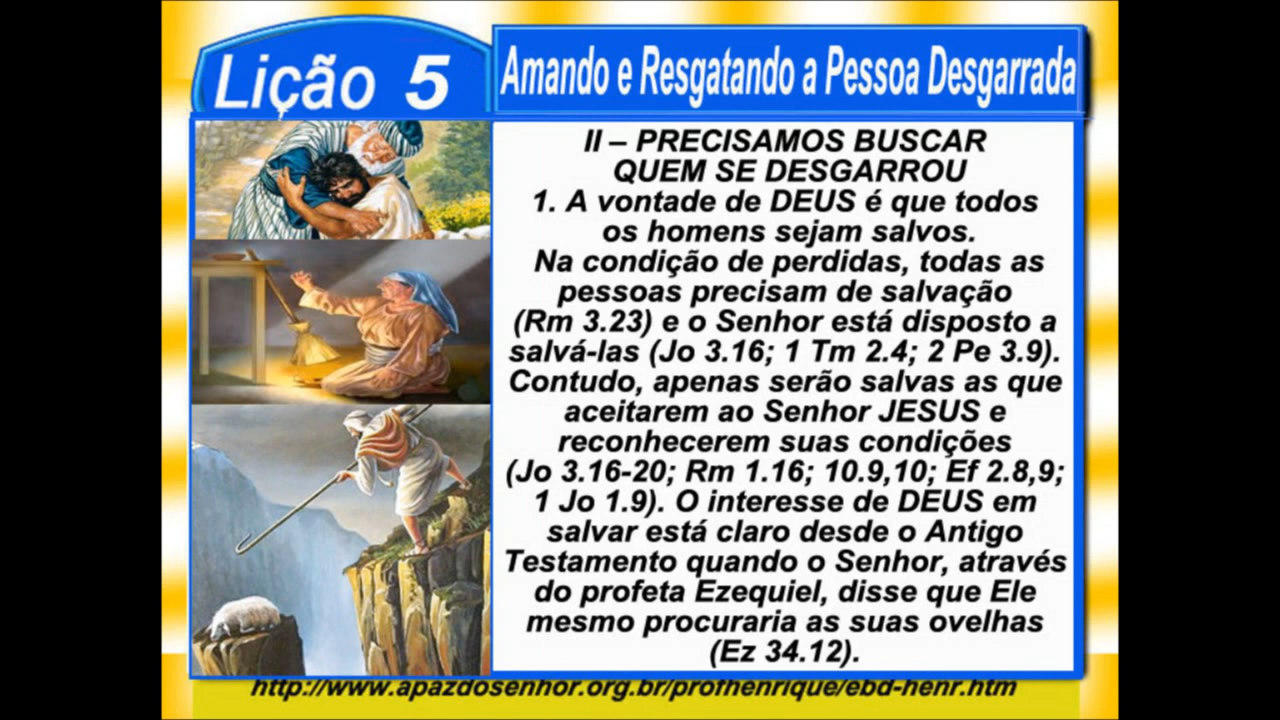 Lição 5
Amando e Resgatando a Pessoa Desgarrada
II – PRECISAMOS BUSCAR
QUEM SE DESGARROU
1. A vontade de DEUS é que todos
os homens sejam salvos.
Na condição de perdidas, todas as
pessoas precisam de salvação
(Rm 3.23) e o Senhor está disposto a
salvá-las (Jo 3.16; 1 Tm 2.4; 2 Pe 3.9).
Contudo, apenas serão salvas as que
aceitarem ao Senhor JESUS e
reconhecerem suas condições
(Jo 3.16-20; Rm 1.16; 10.9,10; Ef 2.8,9;
1 Jo 1.9). O interesse de DEUS em
salvar está claro desde o Antigo
Testamento quando o Senhor, através
do profeta Ezequiel, disse que Ele
mesmo procuraria as suas ovelhas
(Ez 34.12).
http://www.apazdosenhor.org.br/profhenrique/ebd-henr.htm